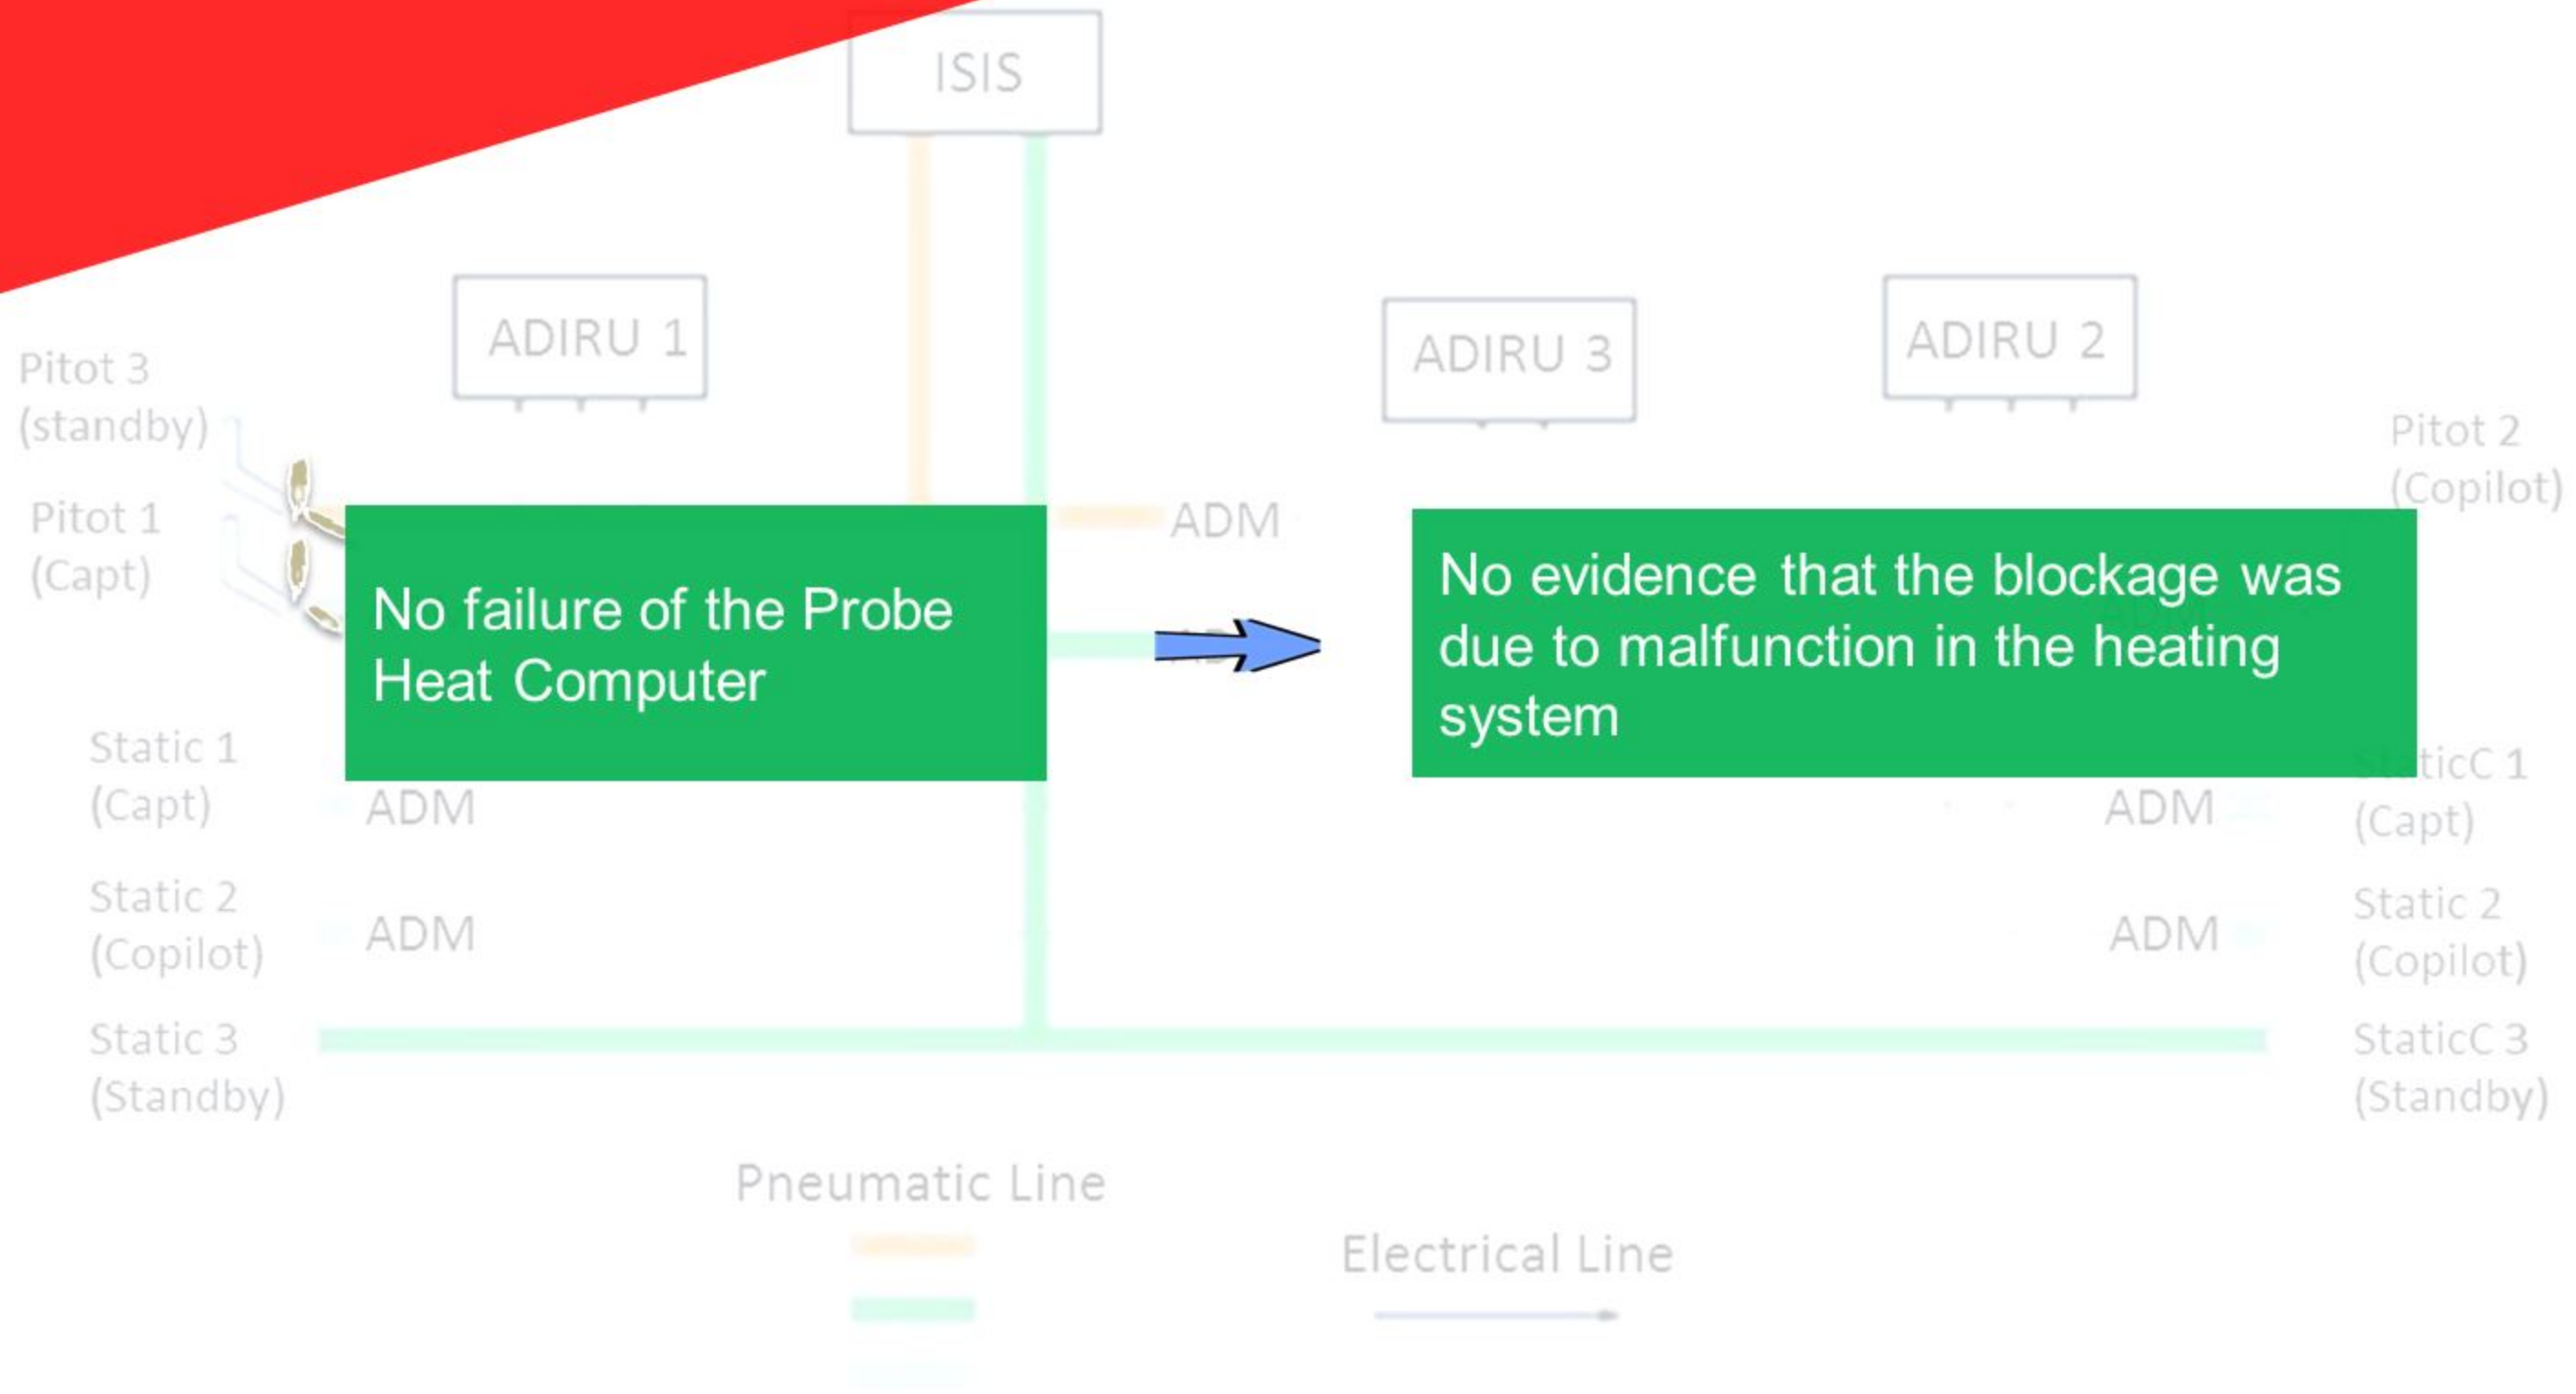 ISIS
ADIRU 1
ADIRU 3
ADIRU 2
Pitot 3
(standby)
Pitot 2
(Copilot)
Pitot 1
(Capt)
ADM
No failure of the Probe
Heat Computer
No evidence that the blockage was
due to malfunction in the heating
system
Static 1
(Capt)
ADM
ADM
ticC 1
(Capt)
Static 2
(Copilot)
ADM
ADM
Static 2
(Copilot)
Static 3
(Standby)
StaticC 3
(Standby)
Pneumatic Line
Electrical Line